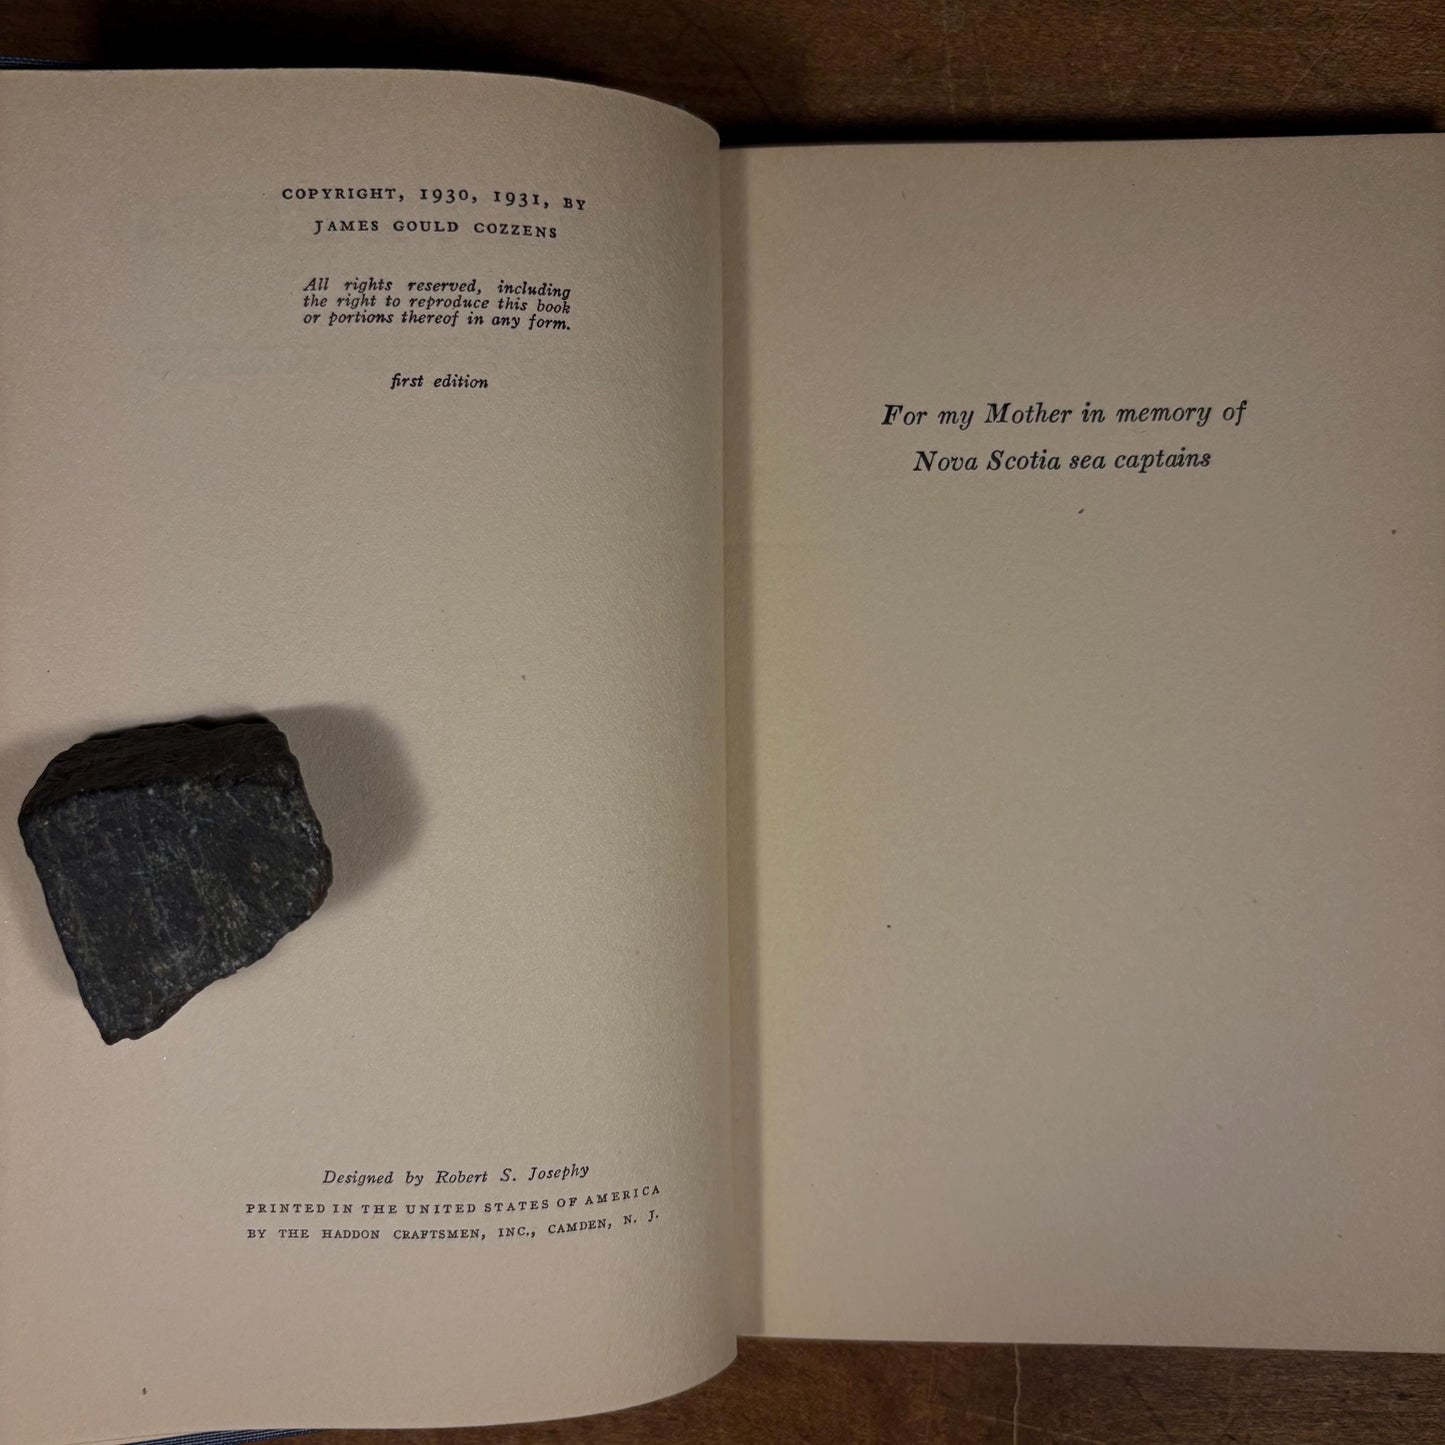 COPYRIGHT, 1930, 1931, BY
JAMES GOULD COZZENS
All rights reserved, including
the right to reproduce this book
or portions thereof in any form.
first edition
Designed by Robert S. Josephy
PRINTED IN THE UNITED STATES OF AMERICA
BY THE HADDON CRAFTSMEN, INC., CAMDEN, N. J.
For my Mother in memory of
Nova Scotia sea captains